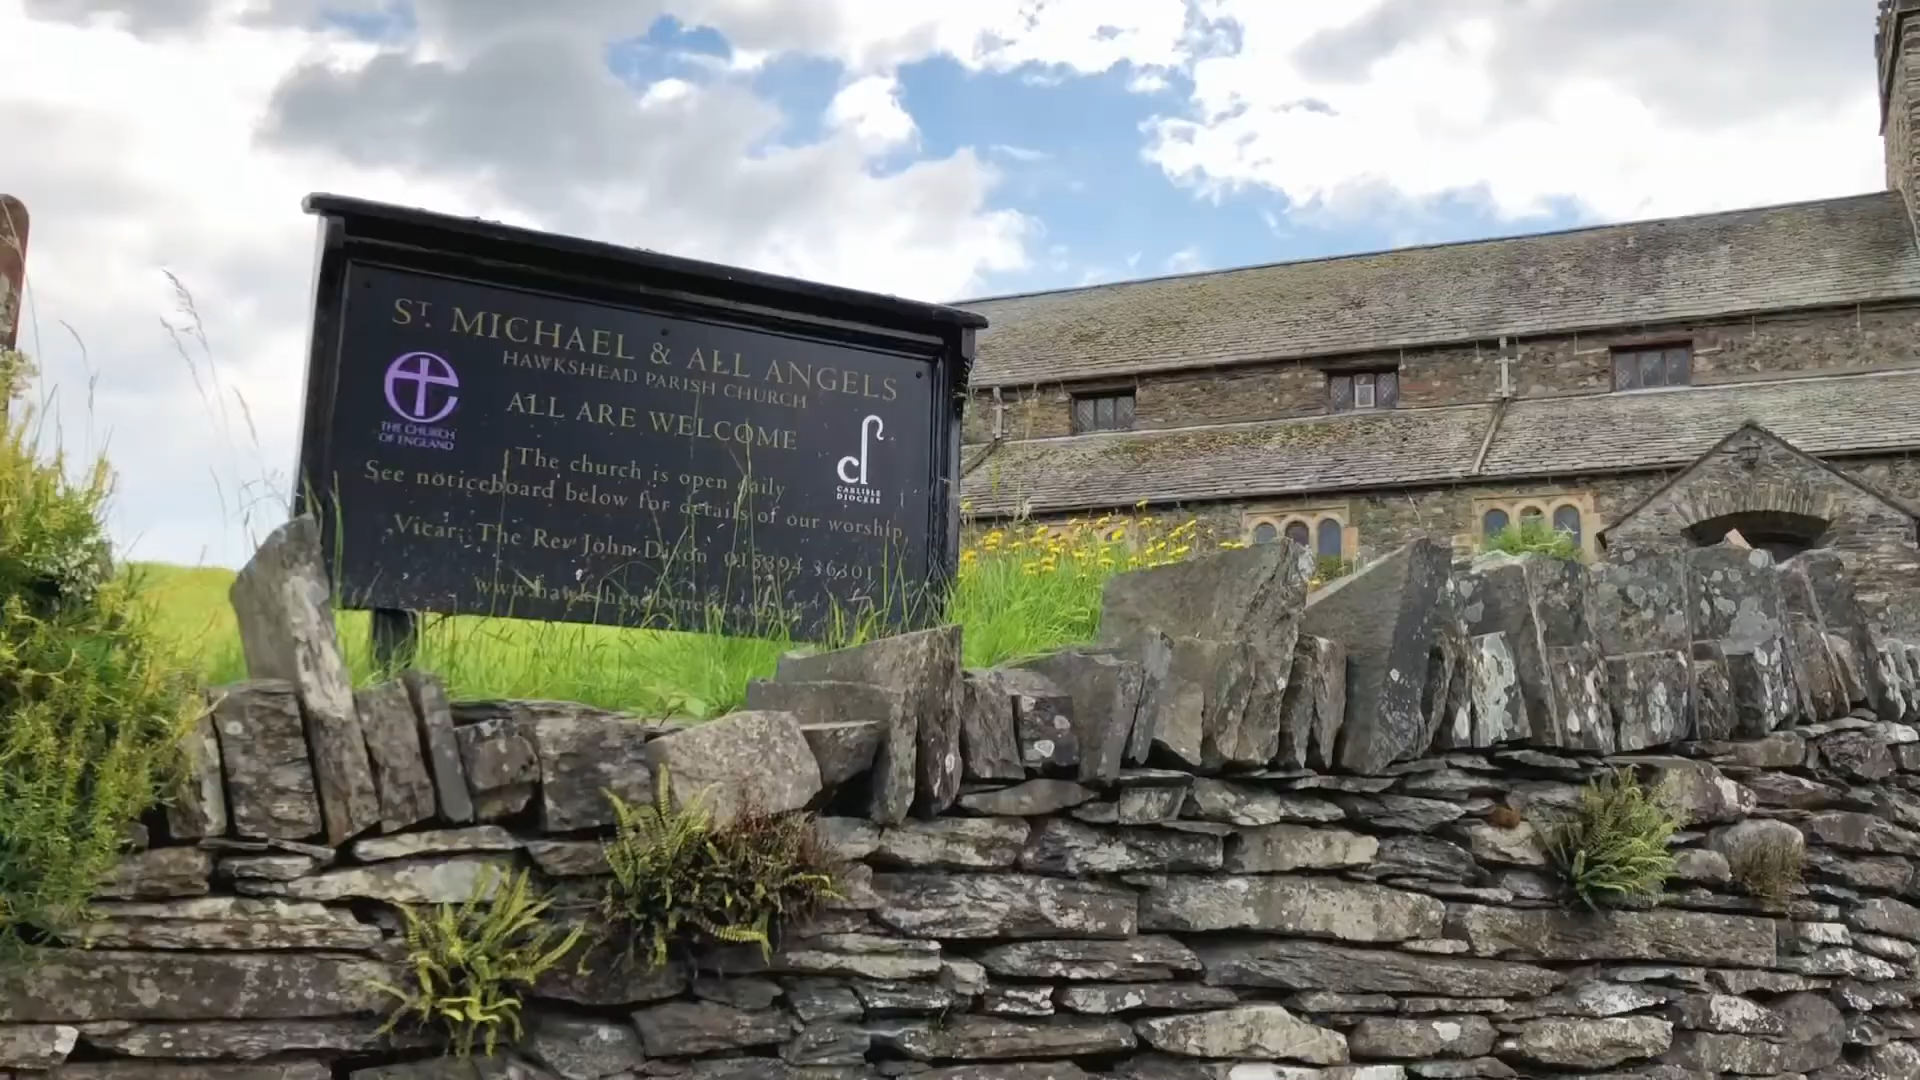 ST. MICHAEL & ALL ANGELS
HAWKSHEAD PARISH CHURCH
ALL ARE WELCOME
THE CHURCH
OF ENGLAND
cd
CARLISLE
DIOCESE
The church is open daily
See noticeboard below for details of our worship
Vicar: The Rev John Dixon 015394 36301